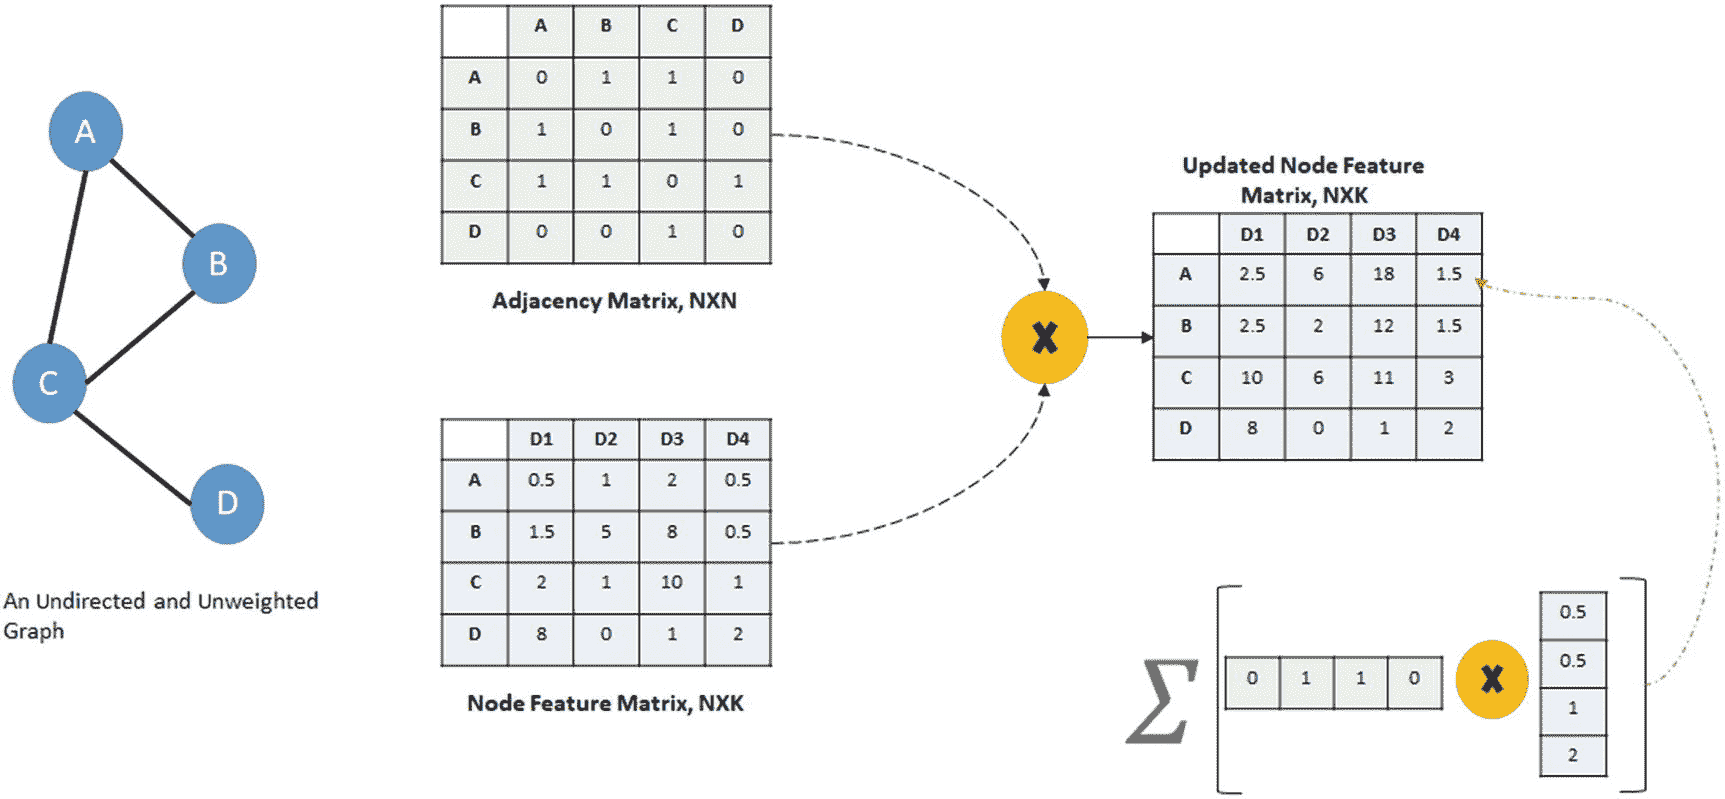 A
B
C
D
An Undirected and Unweighted
Graph
A B C D
A 0 1 1 0
B 1 0 1 0
C 1 1 0 1
D 0 0 1 0
Adjacency Matrix, NXN
D1 D2 D3 D4
A 0.5 1 2 0.5
B 1.5 5 8 0.5
C 2 1 10 1
D 8 0 1 2
Node Feature Matrix, NXK
X
Updated Node Feature
Matrix, NXK
D1 D2 D3 D4
A 2.5 6 18 1.5
B 2.5 2 12 1.5
C 10 6 11 3
D 8 0 1 2
Σ
0 1 1 0
X
0.5
0.5
1
2